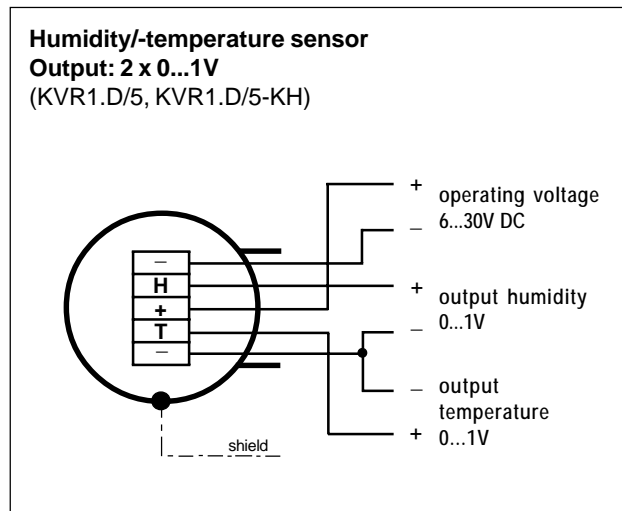 Humidity/-temperature sensor
Output: 2 x 0...1V
(KVR1.D/5, KVR1.D/5-KH)
+ operating voltage
– 6...30V DC
–
H
+
T
–
+ output humidity
– 0...1V
– output
temperature
+ 0...1V
shield